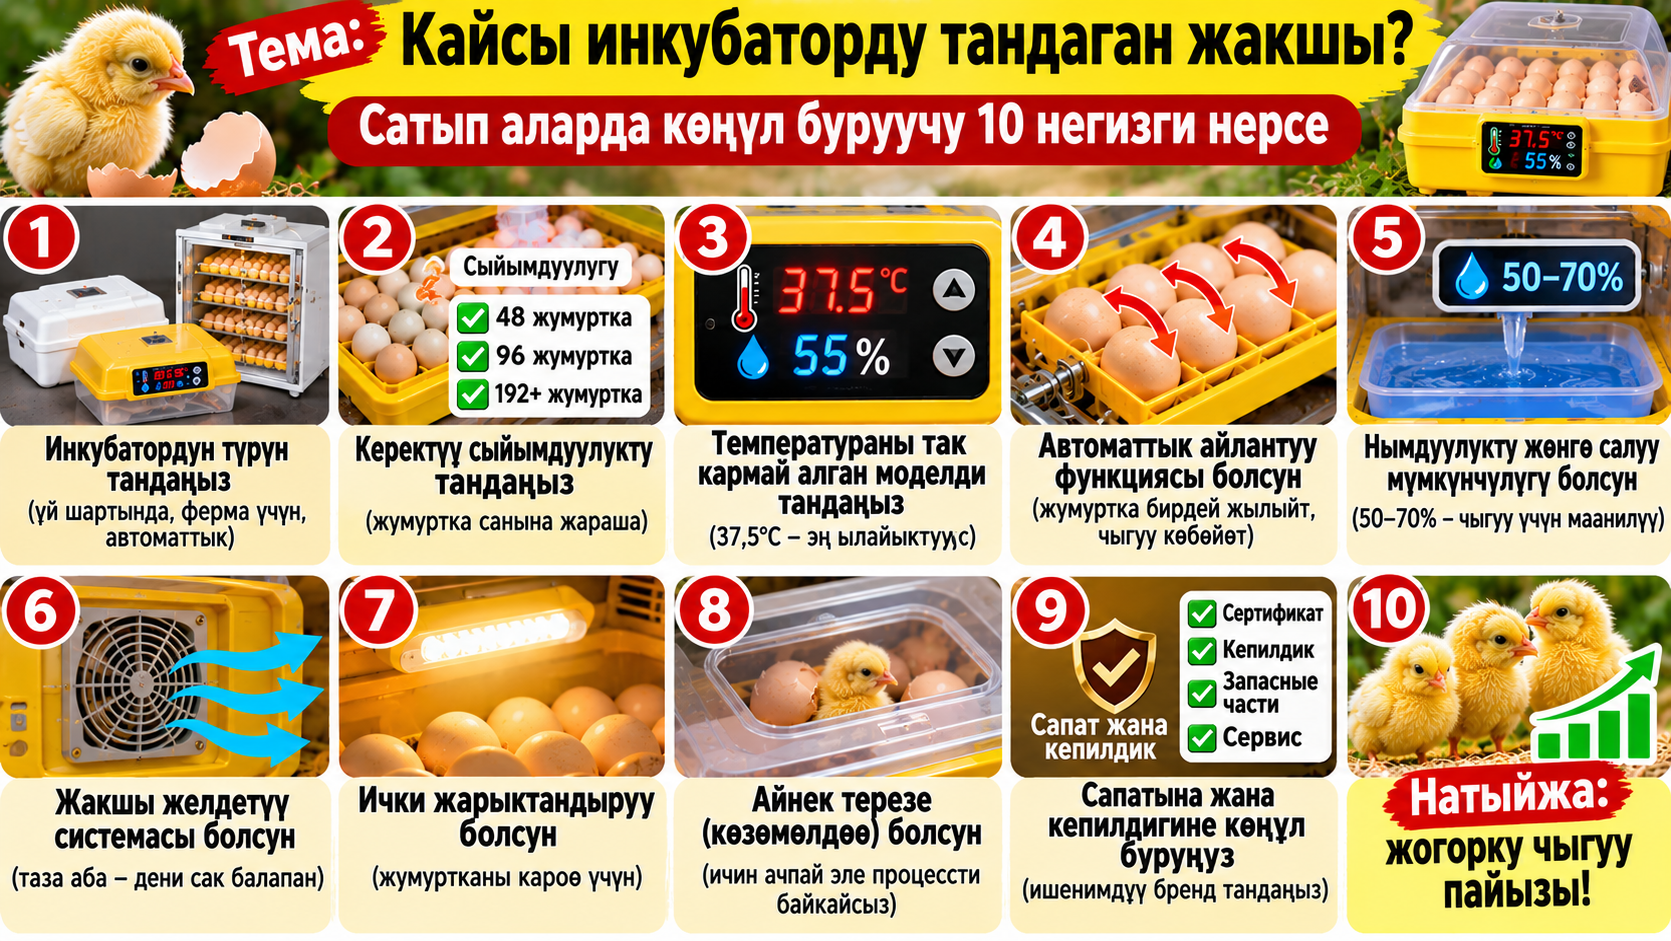 Тема:
Кайсы инкубаторду тандаган жакшы?
Сатып аларда көңүл буруучу 10 негизги нерсе
37.5°C
55%
1
Инкубатордун түрүн
тандаңыз
(үй шартында, ферма үчүн,
автоматтык)
2
Сыйымдуулугу
48 жумуртка
96 жумуртка
192+ жумуртка
Керектүү сыйымдуулукту
тандаңыз
(жумуртка санына жараша)
3
37.5°C
55%
Температураны так
кармай алган моделди
тандаңыз
4
Автоматтык айлантуу
функциясы болсун
(жумуртка бирдей жылыйт,
чыгуу көбөйөт)
5
50–70%
Нымдуулукту жөнгө салуу
мүмкүнчүлүгү болсун
(50–70% – чыгуу үчүн маанилүү)
6
Жакшы желдетүү
системасы болсун
(таза аба – дени сак балапан)
7
Ички жарыктандыруу
болсун
(жумуртканы кароө үчүн)
8
Айнек терезе
(көзөмөлдөө) болсун
(ичин ачпай эле процессти
байкайсыз)
9
Сапат жана
кепилдик
Сертификат
Кепилдик
Запасные
части
Сервис
Сапатына жана
кепилдигине көңүл
буруңуз
(ишенимдүү бренд тандаңыз)
10
Натыйжа:
жогорку чыгуу
пайызы!